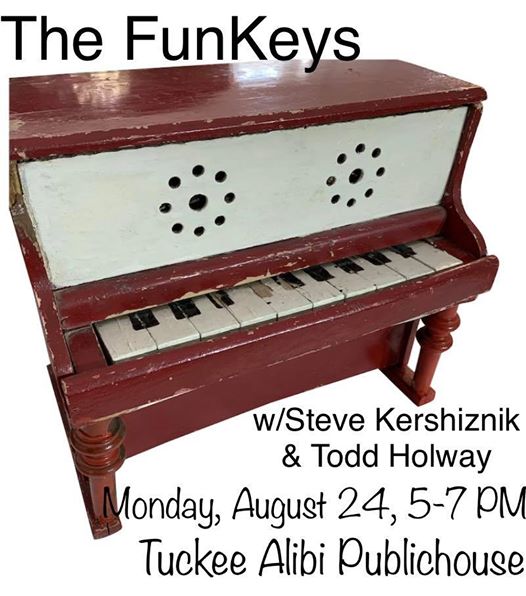 The FunKeys
w/Steve Kershiznik
& Todd Holway
Monday, August 24, 5-7 PM
Tuckee Alibi Publichouse